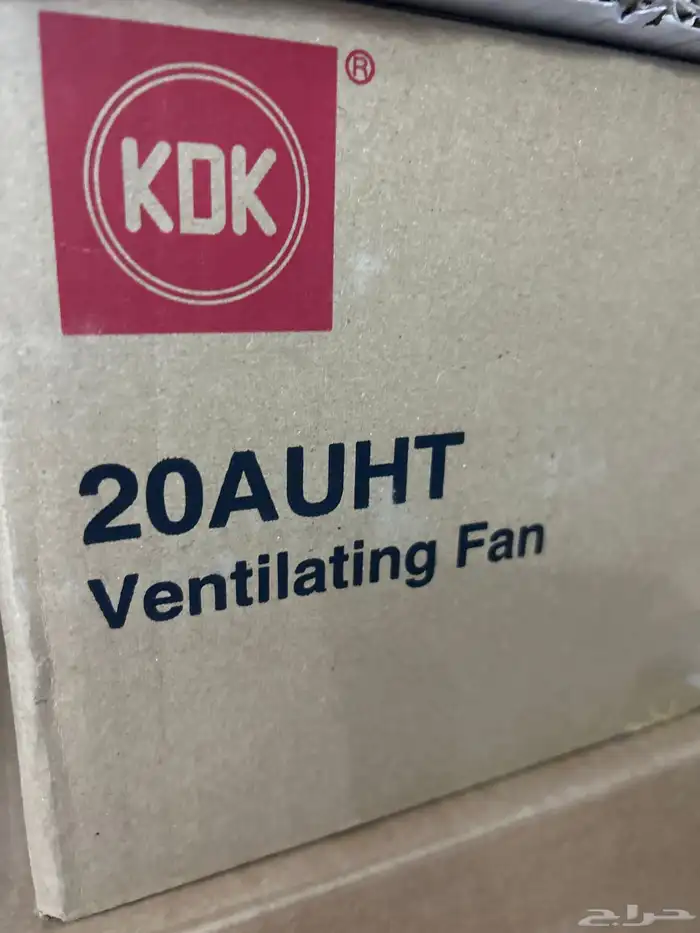 KDK®
20AUHT
Ventilating Fan
حراج